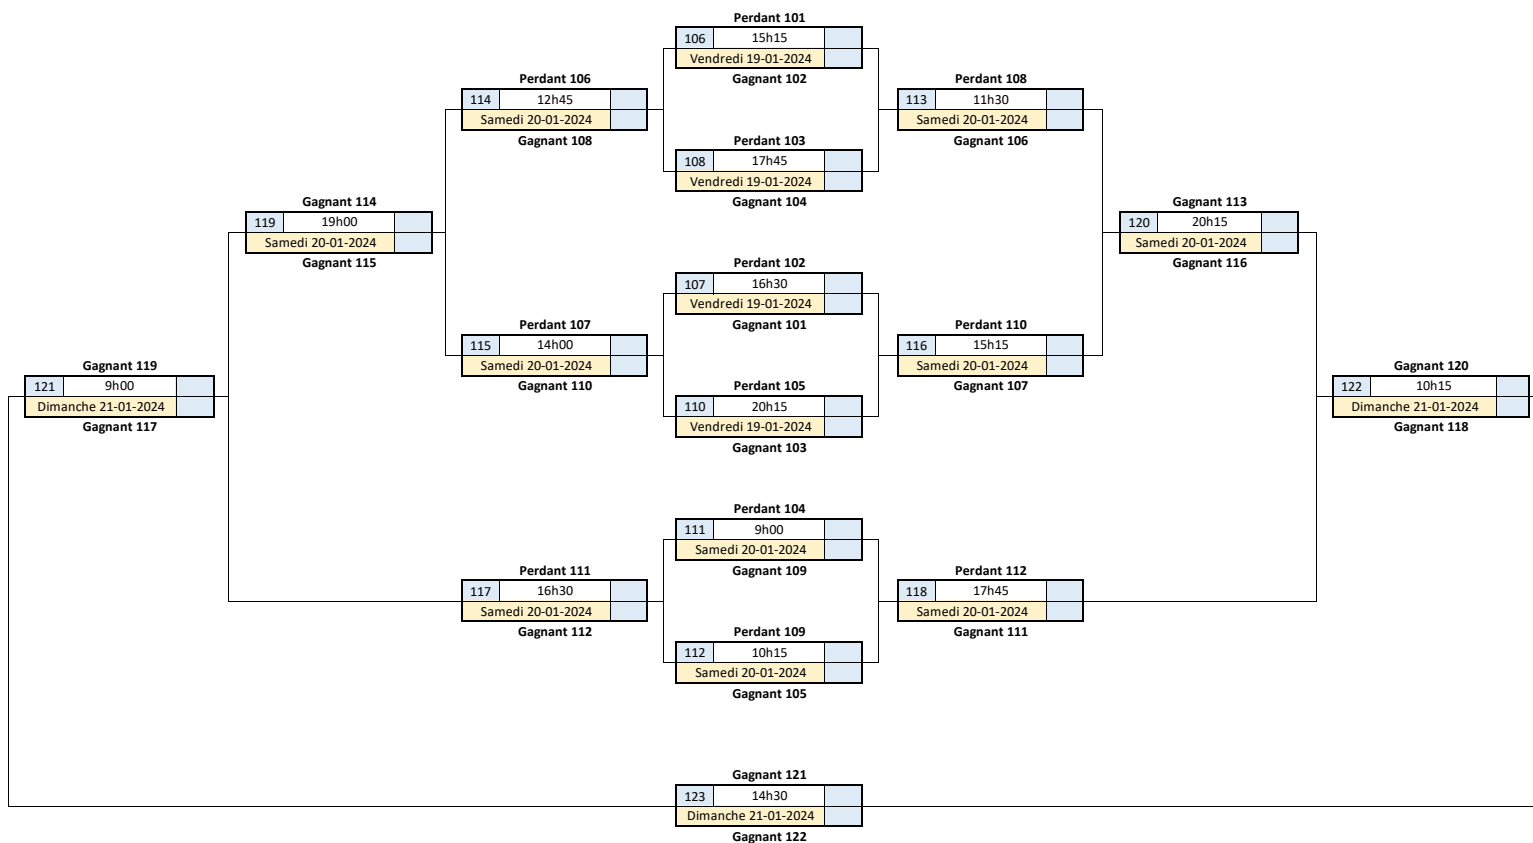 Perdant 101
106 15h15
Vendredi 19-01-2024
Gagnant 102
Perdant 106
114 12h45
Samedi 20-01-2024
Gagnant 108
Perdant 108
113 11h30
Samedi 20-01-2024
Gagnant 106
Perdant 103
108 17h45
Vendredi 19-01-2024
Gagnant 104
Gagnant 114
119 19h00
Samedi 20-01-2024
Gagnant 115
Gagnant 113
120 20h15
Samedi 20-01-2024
Gagnant 116
Perdant 102
107 16h30
Vendredi 19-01-2024
Gagnant 101
Perdant 107
115 14h00
Samedi 20-01-2024
Gagnant 110
Perdant 110
116 15h15
Samedi 20-01-2024
Gagnant 107
Gagnant 119
121 9h00
Dimanche 21-01-2024
Gagnant 117
Perdant 105
110 20h15
Vendredi 19-01-2024
Gagnant 103
Gagnant 120
122 10h15
Dimanche 21-01-2024
Gagnant 118
Perdant 104
111 9h00
Samedi 20-01-2024
Gagnant 109
Perdant 111
117 16h30
Samedi 20-01-2024
Gagnant 112
Perdant 112
118 17h45
Samedi 20-01-2024
Gagnant 111
Perdant 109
112 10h15
Samedi 20-01-2024
Gagnant 105
Gagnant 121
123 14h30
Dimanche 21-01-2024
Gagnant 122